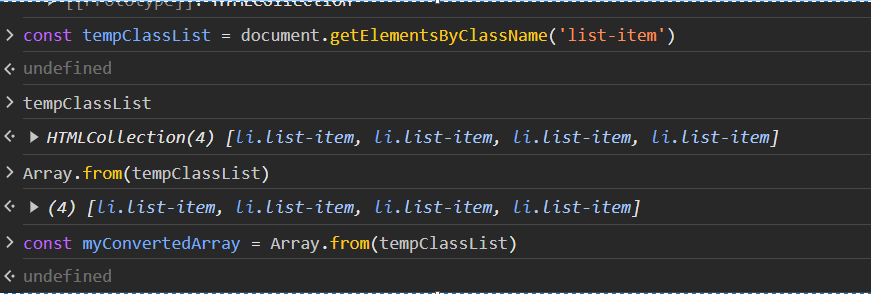 const tempClassList = document.getElementsByClassName('list-item')
undefined
tempClassList
HTMLCollection(4) [li.list-item, li.list-item, li.list-item, li.list-item]
Array.from(tempClassList)
(4) [li.list-item, li.list-item, li.list-item, li.list-item]
const myConvertedArray = Array.from(tempClassList)
undefined